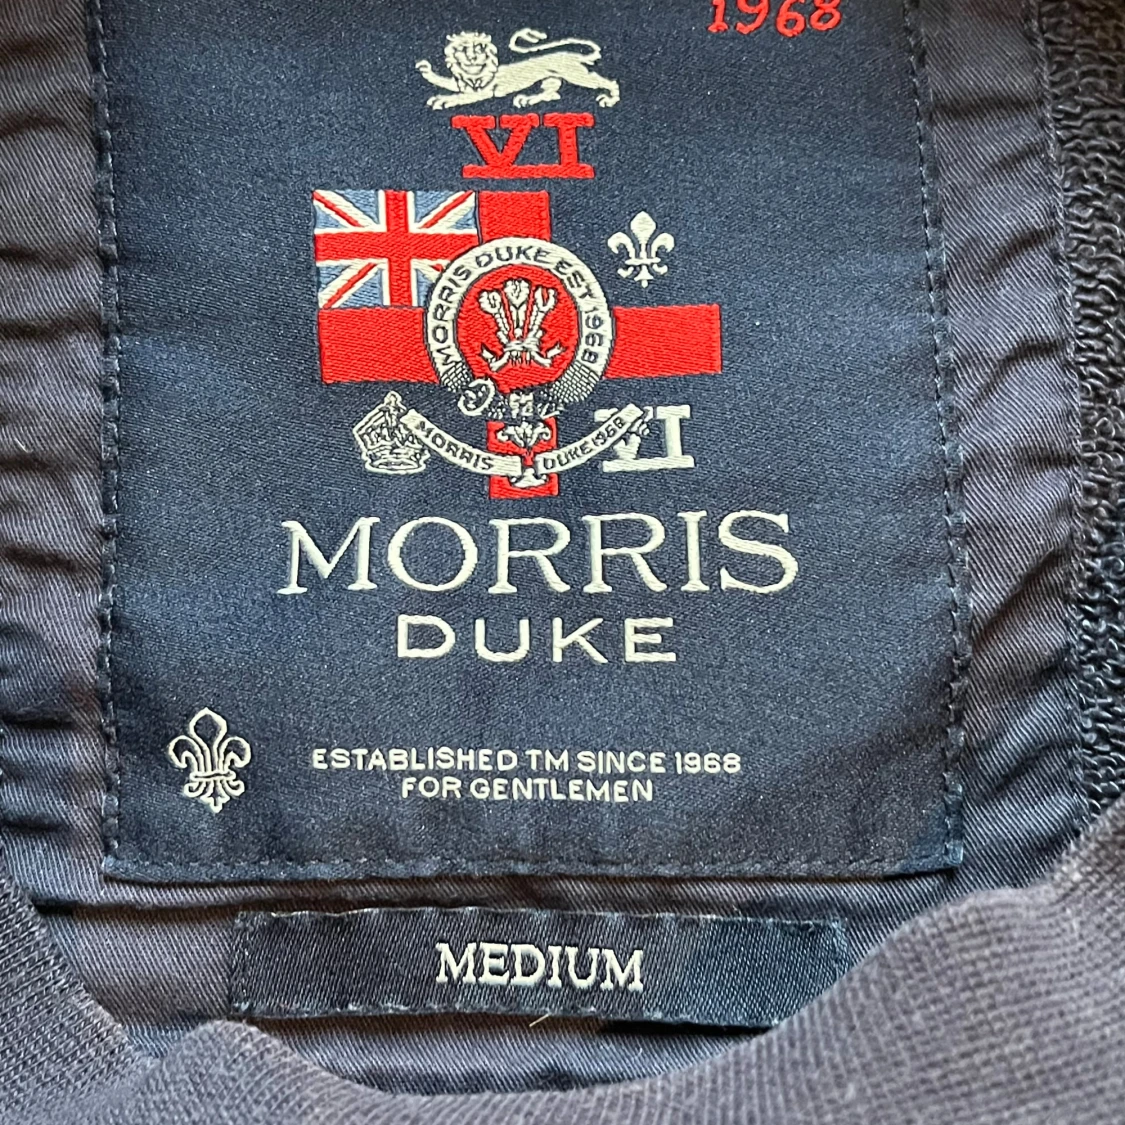 1968
VI
MORRIS DUKE EST 1968
VI
MORRIS DUKE 1968
MORRIS
DUKE
ESTABLISHED TM SINCE 1968
FOR GENTLEMEN
MEDIUM